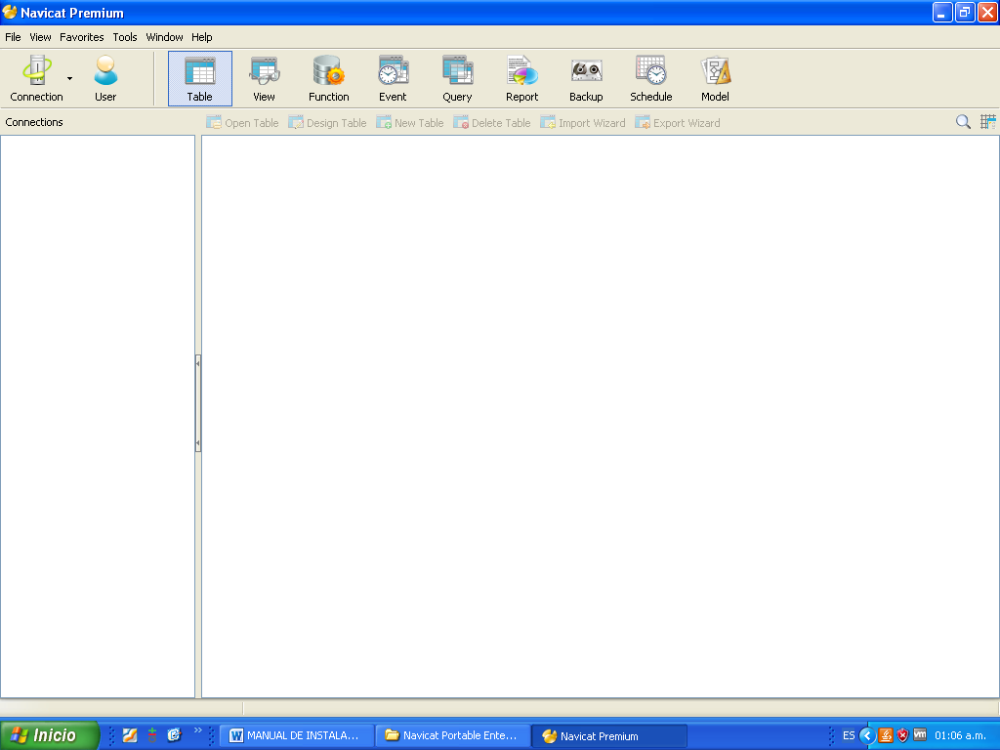 Navicat Premium
File View Favorites Tools Window Help
Connection User Table View Function Event Query Report Backup Schedule Model
Connections Open Table Design Table New Table Delete Table Import Wizard Export Wizard
Inicio MANUAL DE INSTALA... Navicat Portable Ente... Navicat Premium ES vm 01:06 a.m.